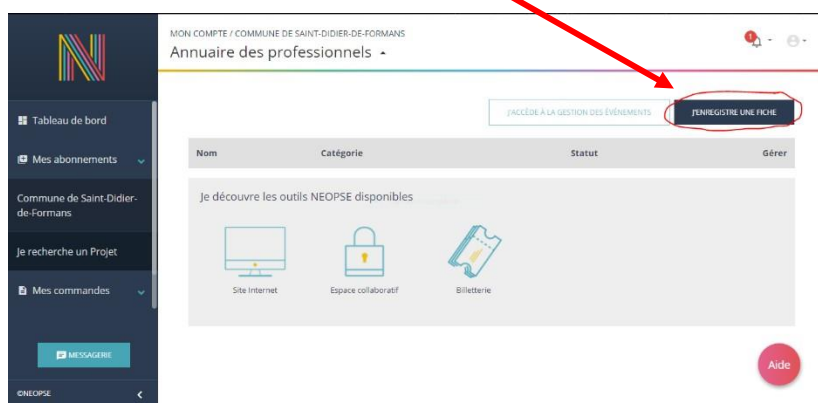 MON COMPTE / COMMUNE DE SAINT-DIDIER-DE-FORMANS
Annuaire des professionnels
1
Tableau de bord
Mes abonnements
Commune de Saint-Didier-
de-Formans
Je recherche un Projet
Mes commandes
MESSAGERIE
©NEOPSE
J'ACCÈDE À LA GESTION DES ÉVÉNEMENTS
J'ENREGISTRE UNE FICHE
Nom Catégorie Statut Gérer
Je découvre les outils NEOPSE disponibles
Site Internet Espace collaboratif Billetterie
Aide